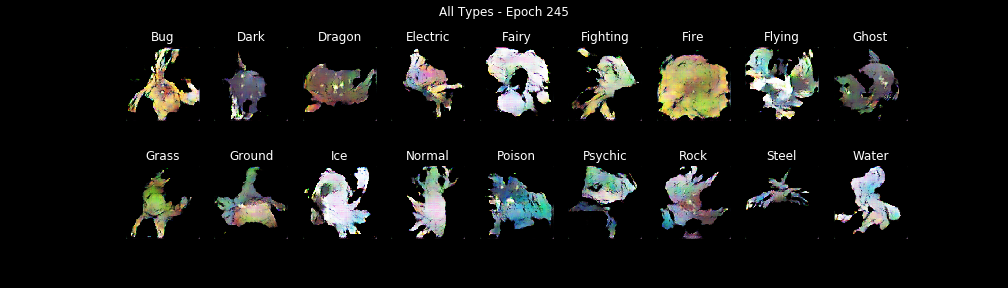 All Types - Epoch 245
Bug Dark Dragon Electric Fairy Fighting Fire Flying Ghost
Grass Ground Ice Normal Poison Psychic Rock Steel Water